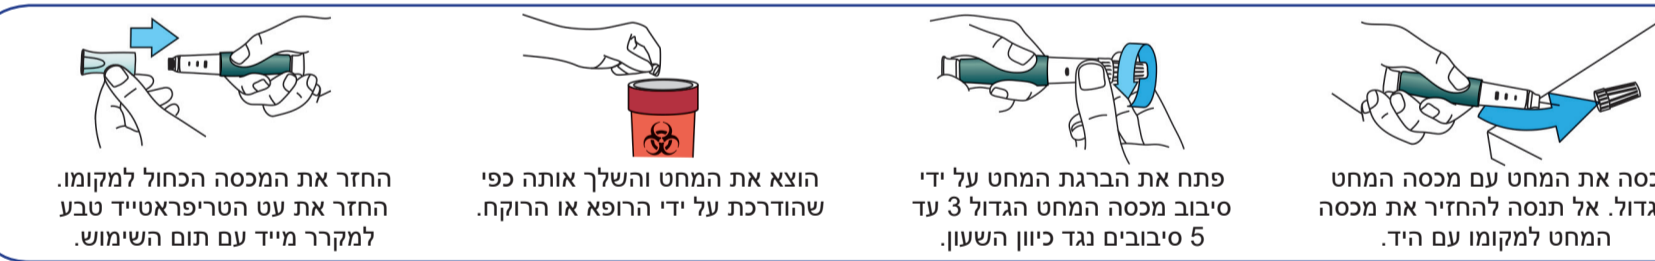 את המחט עם מכסה המחט
אל תנסה להחזיר את מכסה
המחט למקומו עם היד.
פתח את הברגת המחט על ידי
סיבוב מכסה המחט הגדול 3 עד
5 סיבובים נגד כיוון השעון.
הוצא את המחט והשלך אותה כפי
שהודרכת על ידי הרופא או הרוקח.
החזר את המכסה הכחול למקומו.
החזר את עט הטריפראטייד טבע
למקרר מייד עם תום השימוש.